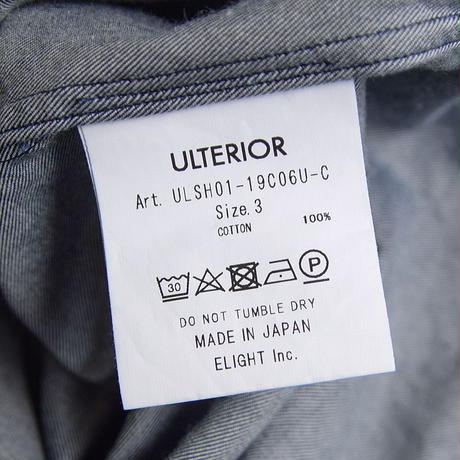 ULTERIOR
Art. ULSH01-19C06U-C
Size.3
COTTON 100%
30 P
DO NOT TUMBLE DRY
MADE IN JAPAN
ELIGHT Inc.